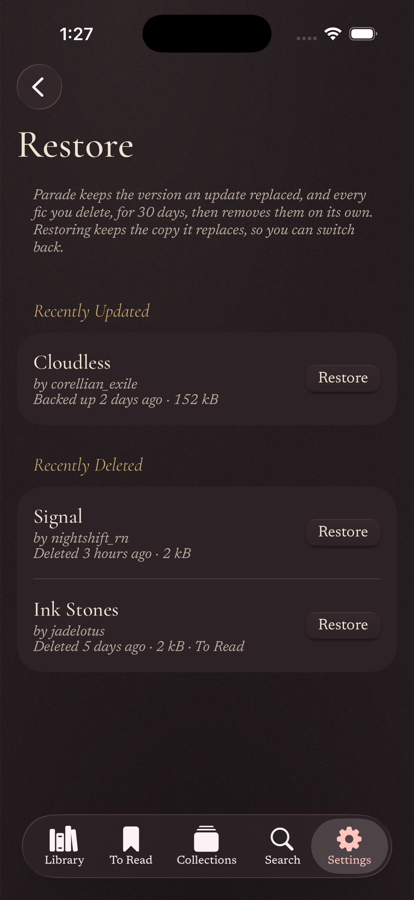 1:27
Restore
Parade keeps the version an update replaced, and every
fic you delete, for 30 days, then removes them on its own.
Restoring keeps the copy it replaces, so you can switch
back.
Recently Updated
Cloudless
by corellian_exile
Backed up 2 days ago · 152 kB
Restore
Recently Deleted
Signal
by nightshift_rn
Deleted 3 hours ago · 2 kB
Restore
Ink Stones
by jadelotus
Deleted 5 days ago · 2 kB · To Read
Restore
Library
To Read
Collections
Search
Settings